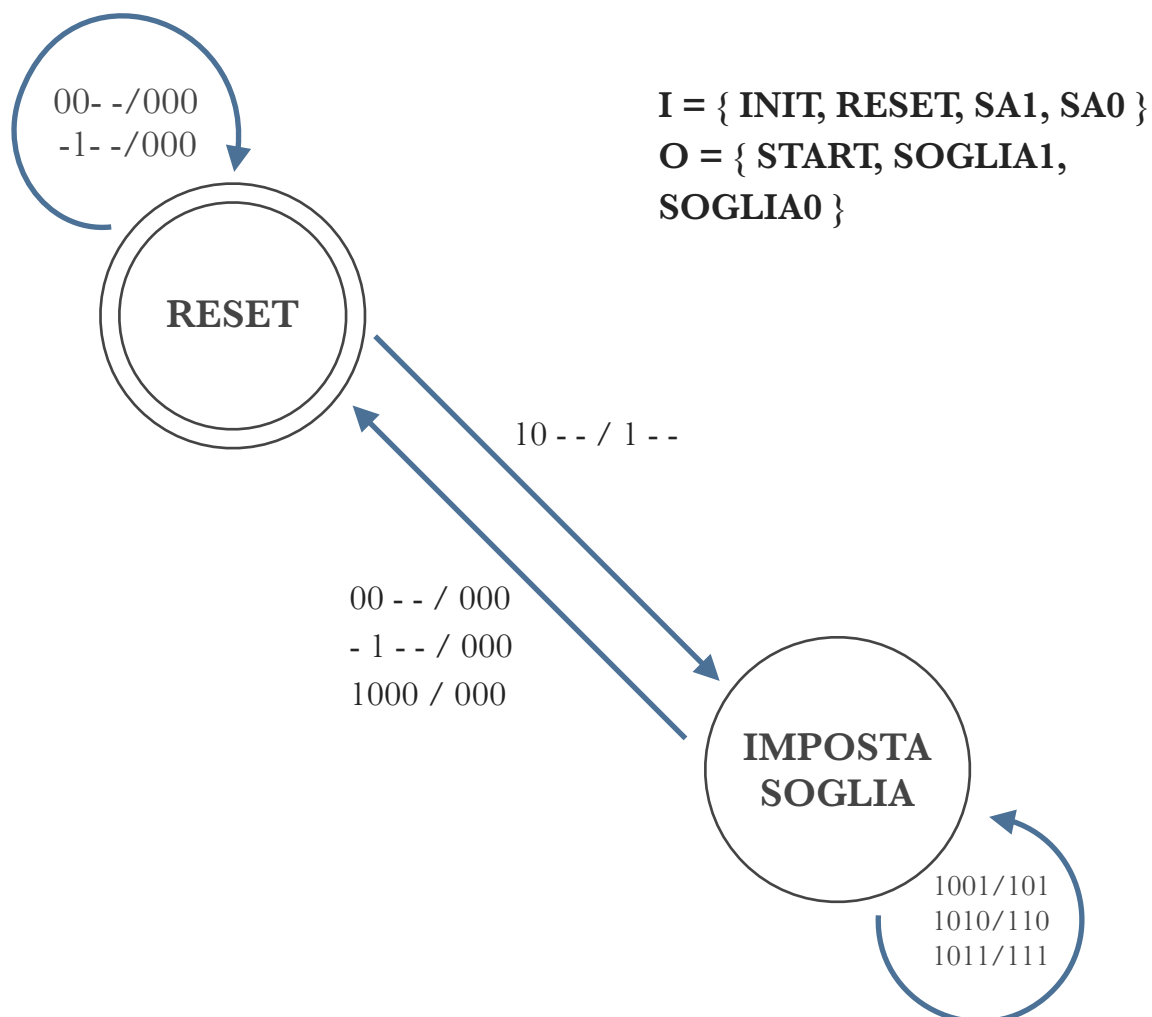 00- -/000
-1- -/000
I = { INIT, RESET, SA1, SA0 }
O = { START, SOGLIA1,
SOGLIA0 }
RESET
10 - - / 1 - -
00 - - / 000
- 1 - - / 000
1000 / 000
IMPOSTA
SOGLIA
1001/101
1010/110
1011/111